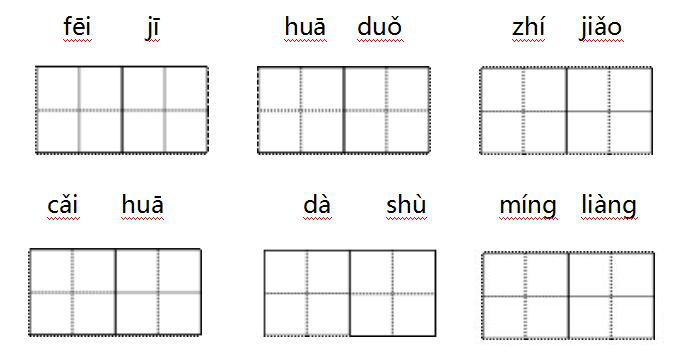 fēi jī huā duǒ zhí jiǎo
cǎi huā dà shù míng liàng